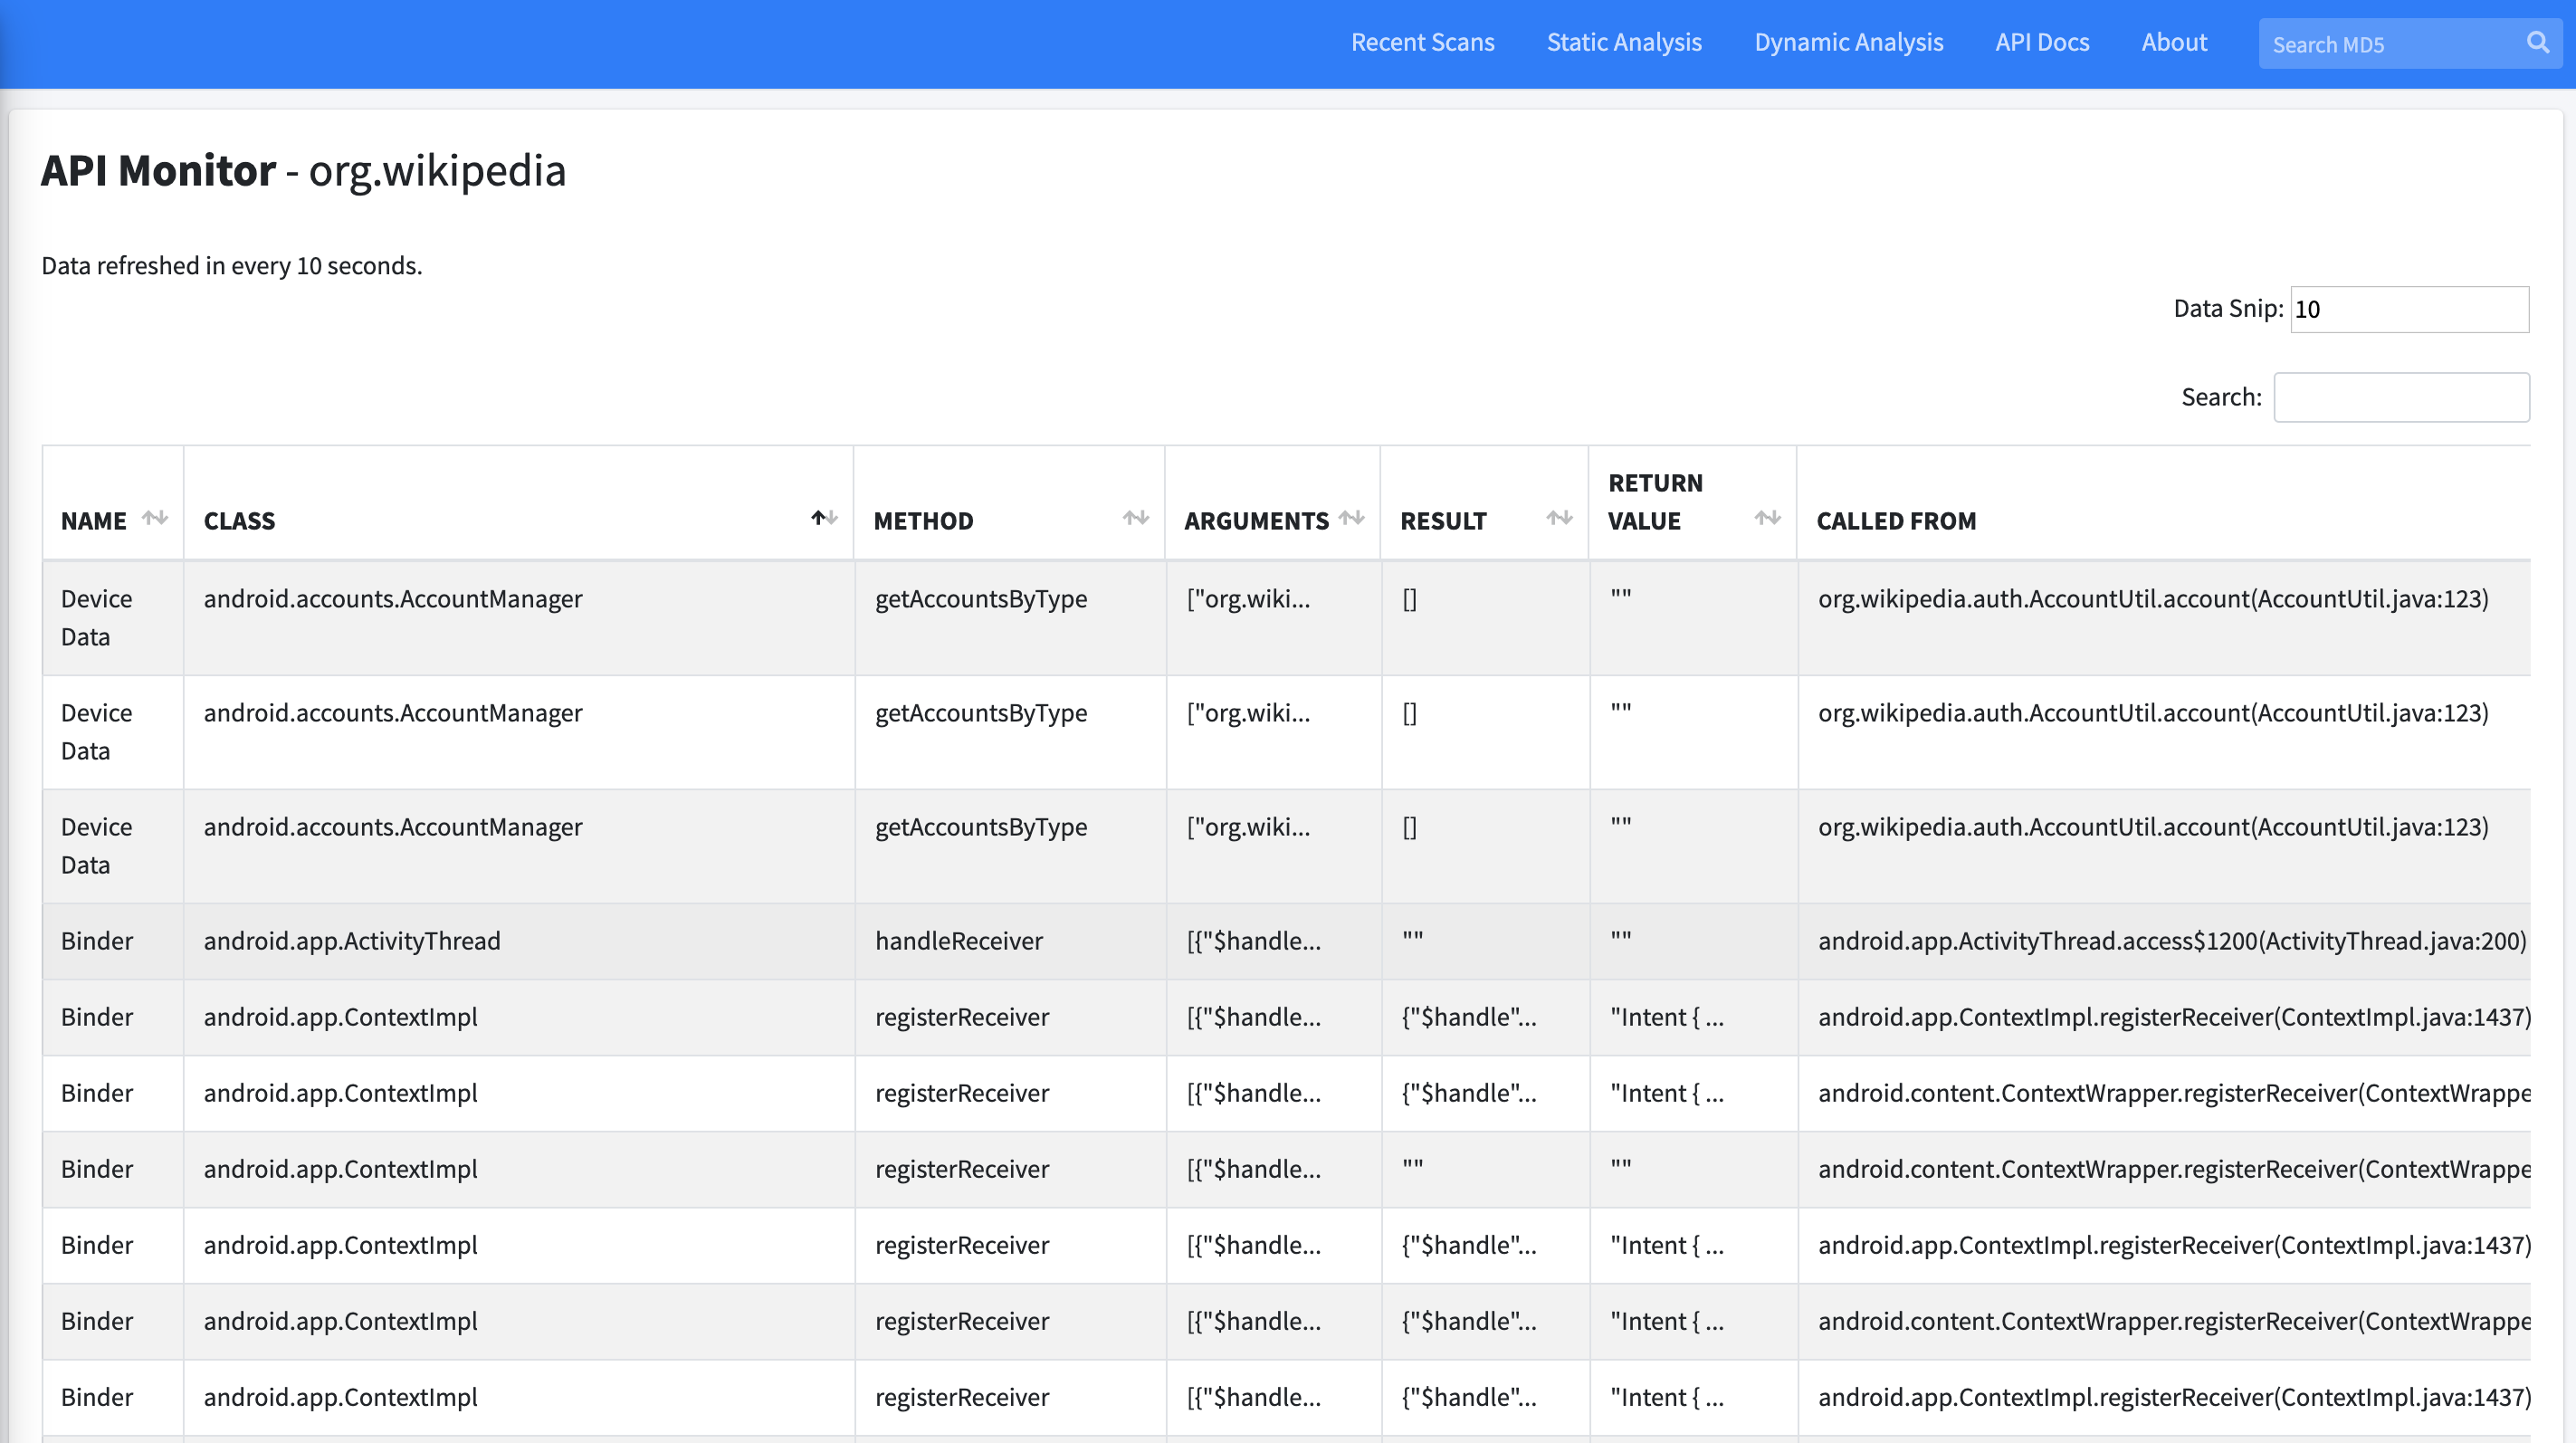 Recent Scans Static Analysis Dynamic Analysis API Docs About Search MD5
API Monitor - org.wikipedia
Data refreshed in every 10 seconds.
Data Snip: 10
Search:
NAME CLASS METHOD ARGUMENTS RESULT RETURN VALUE CALLED FROM
Device Data android.accounts.AccountManager getAccountsByType ["org.wiki... [] "" org.wikipedia.auth.AccountUtil.account(AccountUtil.java:123)
Device Data android.accounts.AccountManager getAccountsByType ["org.wiki... [] "" org.wikipedia.auth.AccountUtil.account(AccountUtil.java:123)
Device Data android.accounts.AccountManager getAccountsByType ["org.wiki... [] "" org.wikipedia.auth.AccountUtil.account(AccountUtil.java:123)
Binder android.app.ActivityThread handleReceiver [{"$handle... "" "" android.app.ActivityThread.access$1200(ActivityThread.java:200)
Binder android.app.ContextImpl registerReceiver [{"$handle... {"$handle"... "Intent { ... android.app.ContextImpl.registerReceiver(ContextImpl.java:1437)
Binder android.app.ContextImpl registerReceiver [{"$handle... {"$handle"... "Intent { ... android.content.ContextWrapper.registerReceiver(ContextWrappe
Binder android.app.ContextImpl registerReceiver [{"$handle... "" "" android.content.ContextWrapper.registerReceiver(ContextWrappe
Binder android.app.ContextImpl registerReceiver [{"$handle... {"$handle"... "Intent { ... android.app.ContextImpl.registerReceiver(ContextImpl.java:1437)
Binder android.app.ContextImpl registerReceiver [{"$handle... {"$handle"... "Intent { ... android.content.ContextWrapper.registerReceiver(ContextWrappe
Binder android.app.ContextImpl registerReceiver [{"$handle... {"$handle"... "Intent { ... android.app.ContextImpl.registerReceiver(ContextImpl.java:1437)